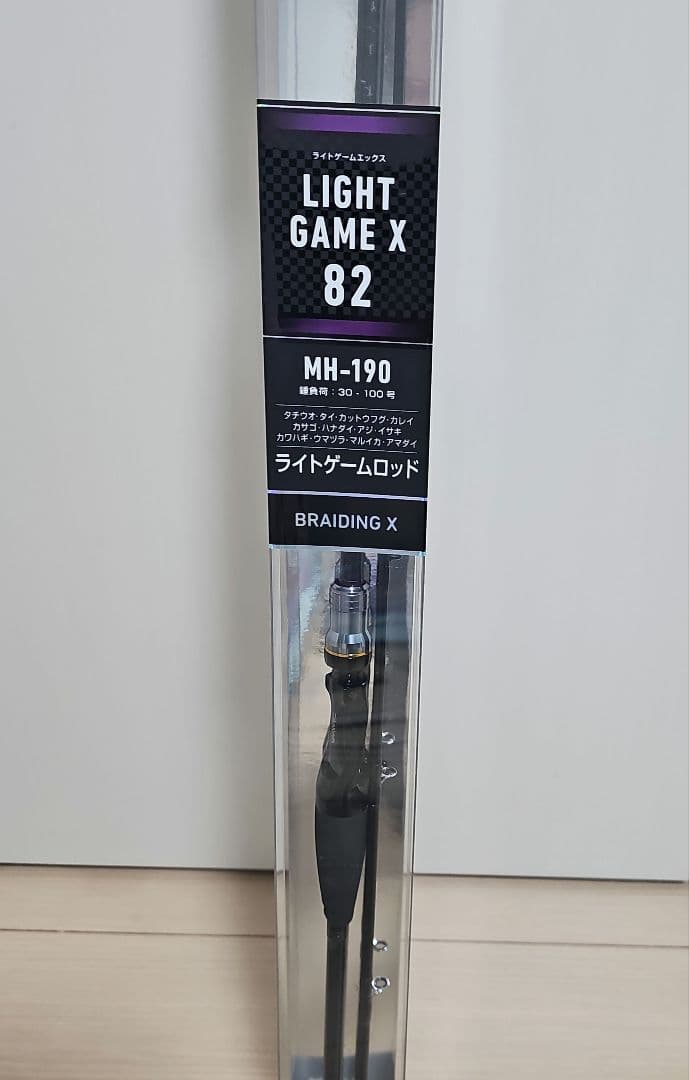 ライトゲームエックス
LIGHT
GAME X
82
MH-190
錘負荷：30 - 100 号
タチウオ・タイ・カットウフグ・カレイ
カサゴ・ハナダイ・アジ・イサキ
カワハギ・ウマヅラ・マルイカ・アマダイ
ライトゲームロッド
BRAIDING X